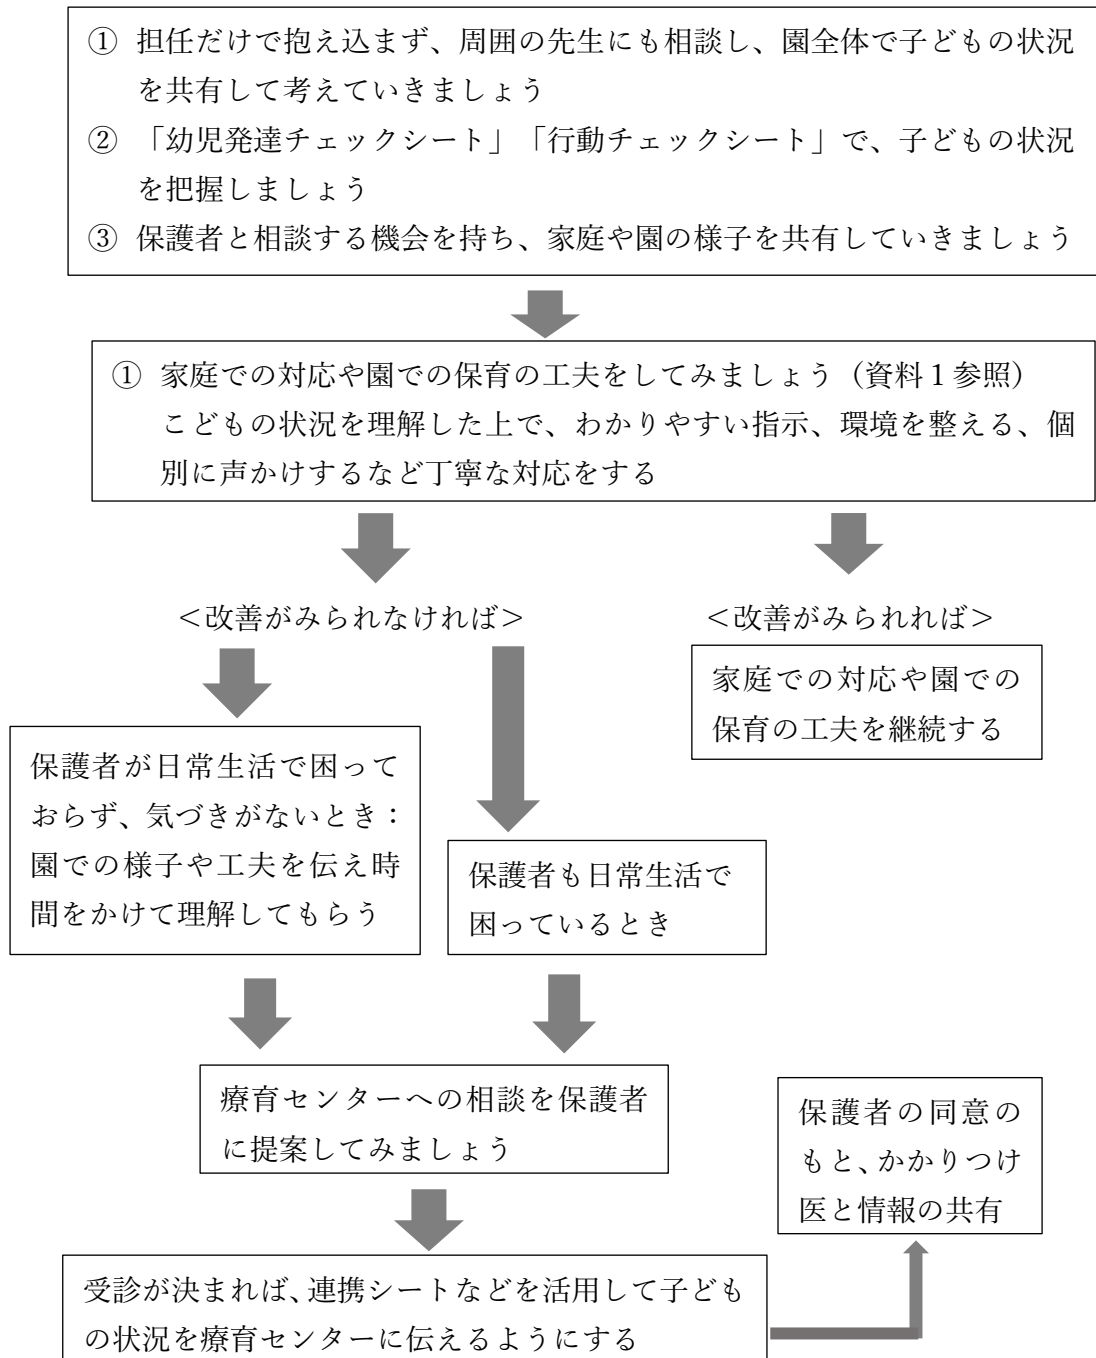 ① 担任だけで抱え込まず、周囲の先生にも相談し、園全体で子どもの状況
を共有して考えていきましょう
② 「幼児発達チェックシート」「行動チェックシート」で、子どもの状況
を把握しましょう
③ 保護者と相談する機会を持ち、家庭や園の様子を共有していきましょう
① 家庭での対応や園での保育の工夫をしてみましょう（資料１参照）
こどもの状況を理解した上で、わかりやすい指示、環境を整える、個
別に声かけするなど丁寧な対応をする
＜改善がみられなければ＞
＜改善がみられれば＞
家庭での対応や園での
保育の工夫を継続する
保護者が日常生活で困って
おらず、気づきがないとき：
園での様子や工夫を伝え時
間をかけて理解してもらう
保護者も日常生活で
困っているとき
療育センターへの相談を保護者
に提案してみましょう
保護者の同意の
もと、かかりつけ
医と情報の共有
受診が決まれば、連携シートなどを活用して子ども
の状況を療育センターに伝えるようにする